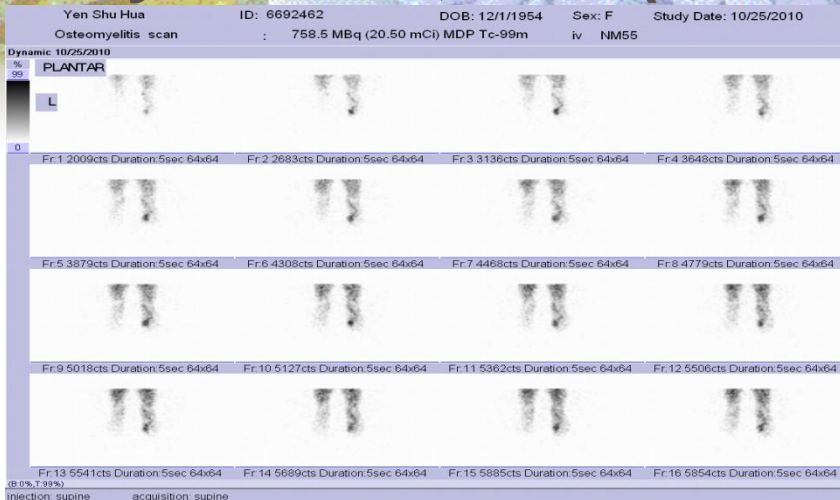 Yen Shu Hua ID: 6692462 DOB: 12/1/1954 Sex: F Study Date: 10/25/2010
Osteomyelitis scan : 758.5 MBq (20.50 mCi) MDP Tc-99m iv NM55
Dynamic 10/25/2010
%
99
PLANTAR
L
0
Fr:1 2009cts Duration:5sec 64x64 Fr:2 2683cts Duration:5sec 64x64 Fr:3 3136cts Duration:5sec 64x64 Fr:4 3648cts Duration:5sec 64x64
Fr:5 3879cts Duration:5sec 64x64 Fr:6 4308cts Duration:5sec 64x64 Fr:7 4468cts Duration:5sec 64x64 Fr:8 4779cts Duration:5sec 64x64
Fr:9 5018cts Duration:5sec 64x64 Fr:10 5127cts Duration:5sec 64x64 Fr:11 5362cts Duration:5sec 64x64 Fr:12 5506cts Duration:5sec 64x64
Fr:13 5541cts Duration:5sec 64x64 Fr:14 5689cts Duration:5sec 64x64 Fr:15 5885cts Duration:5sec 64x64 Fr:16 5854cts Duration:5sec 64x64
(B:0%,T:99%)
injection: supine acquisition: supine